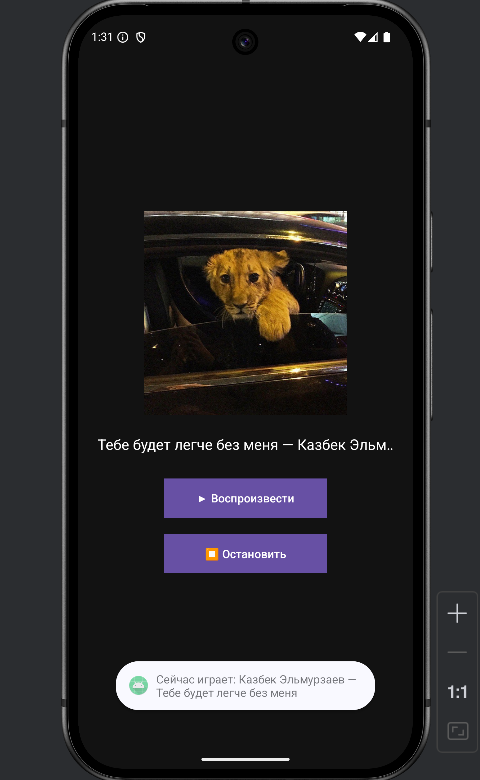 1:31
Тебе будет легче без меня — Казбек Эльм..
► Воспроизвести
Остановить
Сейчас играет: Казбек Эльмурзаев —
Тебе будет легче без меня
1:1